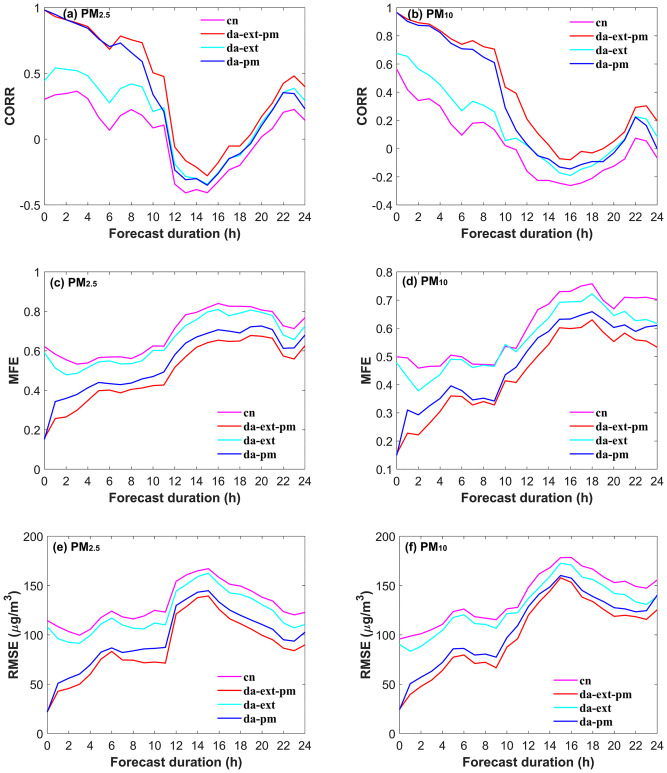 (a) PM2.5
cn
da-ext-pm
da-ext
da-pm
CORR
1
0.5
0
-0.5
0 2 4 6 8 10 12 14 16 18 20 22 24
Forecast duration (h)
(b) PM10
cn
da-ext-pm
da-ext
da-pm
CORR
1
0.8
0.6
0.4
0.2
0
-0.2
-0.4
0 2 4 6 8 10 12 14 16 18 20 22 24
Forecast duration (h)
(c) PM2.5
cn
da-ext-pm
da-ext
da-pm
MFE
1
0.8
0.6
0.4
0.2
0
0 2 4 6 8 10 12 14 16 18 20 22 24
Forecast duration (h)
(d) PM10
cn
da-ext-pm
da-ext
da-pm
MFE
0.8
0.7
0.6
0.5
0.4
0.3
0.2
0.1
0 2 4 6 8 10 12 14 16 18 20 22 24
Forecast duration (h)
(e) PM2.5
cn
da-ext-pm
da-ext
da-pm
RMSE (μg/m³)
200
150
100
50
0
0 2 4 6 8 10 12 14 16 18 20 22 24
Forecast duration (h)
(f) PM10
cn
da-ext-pm
da-ext
da-pm
RMSE (μg/m³)
200
150
100
50
0
0 2 4 6 8 10 12 14 16 18 20 22 24
Forecast duration (h)